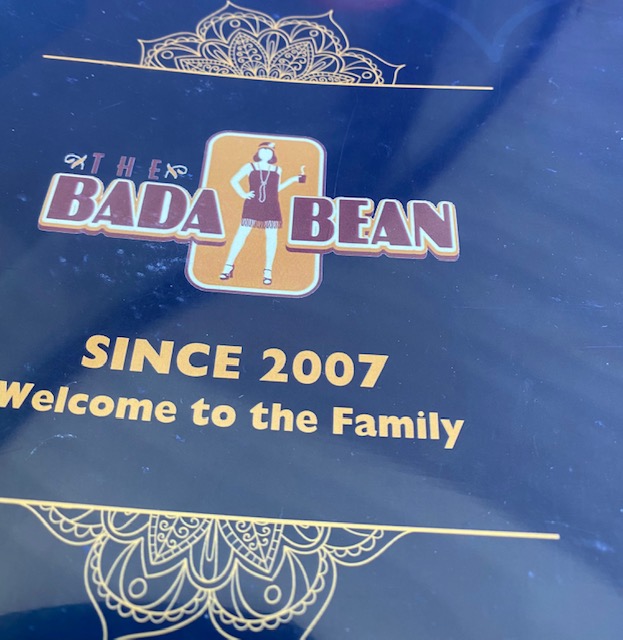 THE
BADA BEAN
SINCE 2007
Welcome to the Family